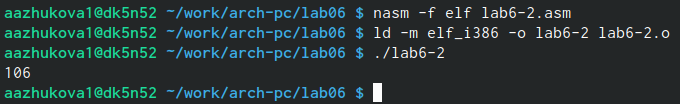 aazhukova1@dk5n52 ~/work/arch-pc/lab06 $ nasm -f elf lab6-2.asm
aazhukova1@dk5n52 ~/work/arch-pc/lab06 $ ld -m elf_i386 -o lab6-2 lab6-2.o
aazhukova1@dk5n52 ~/work/arch-pc/lab06 $ ./lab6-2
106
aazhukova1@dk5n52 ~/work/arch-pc/lab06 $